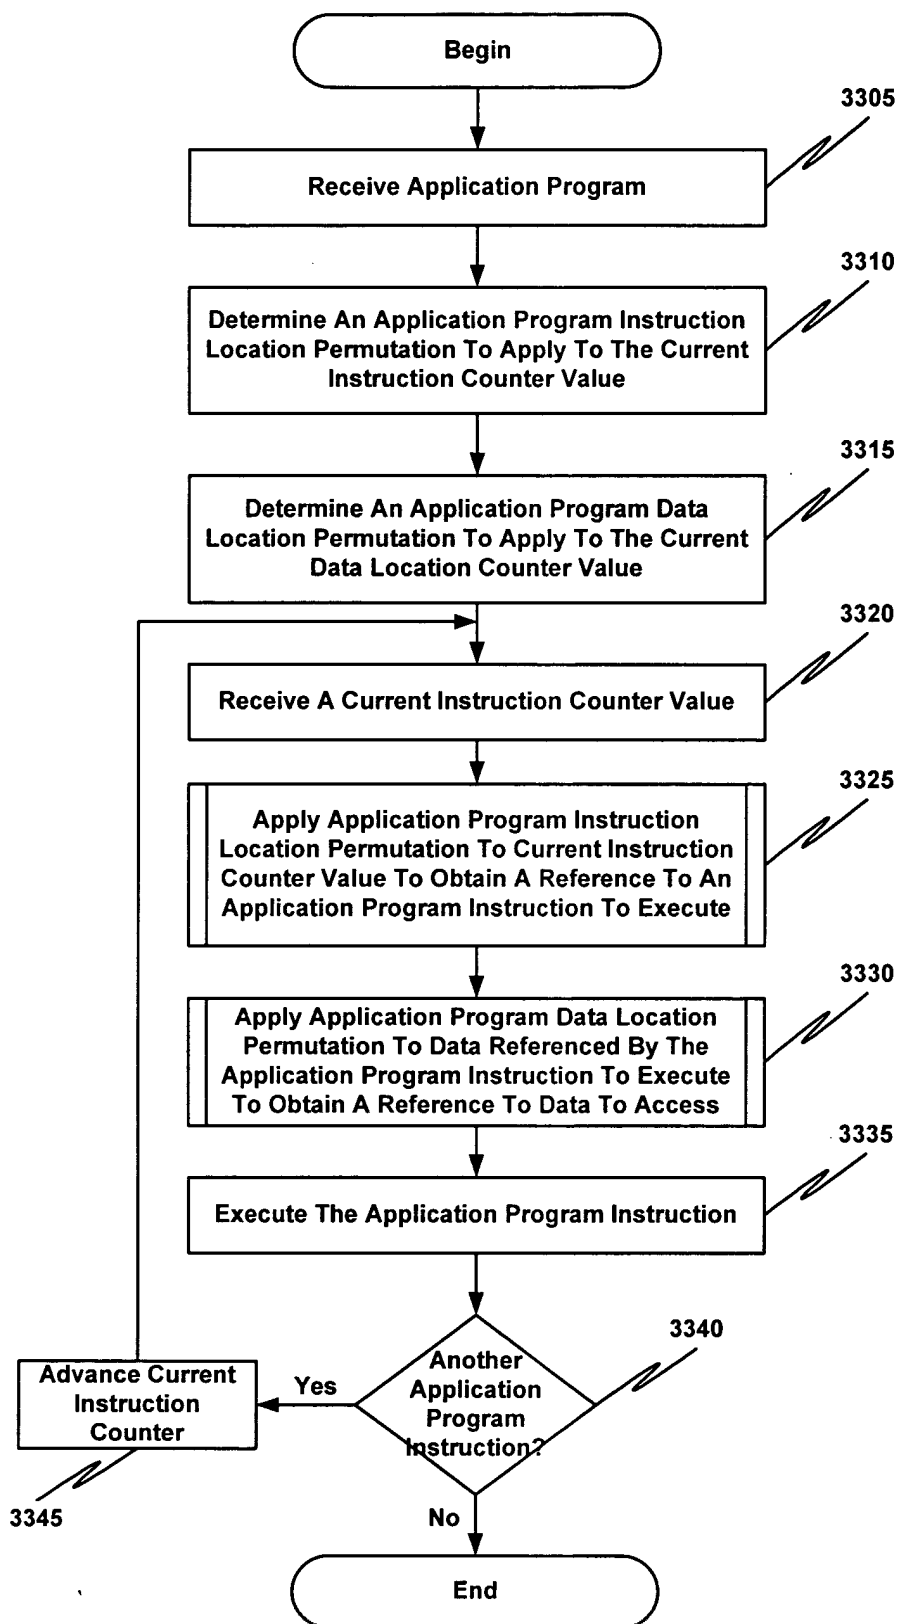 Begin
3305
Receive Application Program
3310
Determine An Application Program Instruction
Location Permutation To Apply To The Current
Instruction Counter Value
3315
Determine An Application Program Data
Location Permutation To Apply To The Current
Data Location Counter Value
3320
Receive A Current Instruction Counter Value
3325
Apply Application Program Instruction
Location Permutation To Current Instruction
Counter Value To Obtain A Reference To An
Application Program Instruction To Execute
3330
Apply Application Program Data Location
Permutation To Data Referenced By The
Application Program Instruction To Execute
To Obtain A Reference To Data To Access
3335
Execute The Application Program Instruction
3340
Another
Application
Program
Instruction?
Yes
Advance Current
Instruction
Counter
3345
No
End